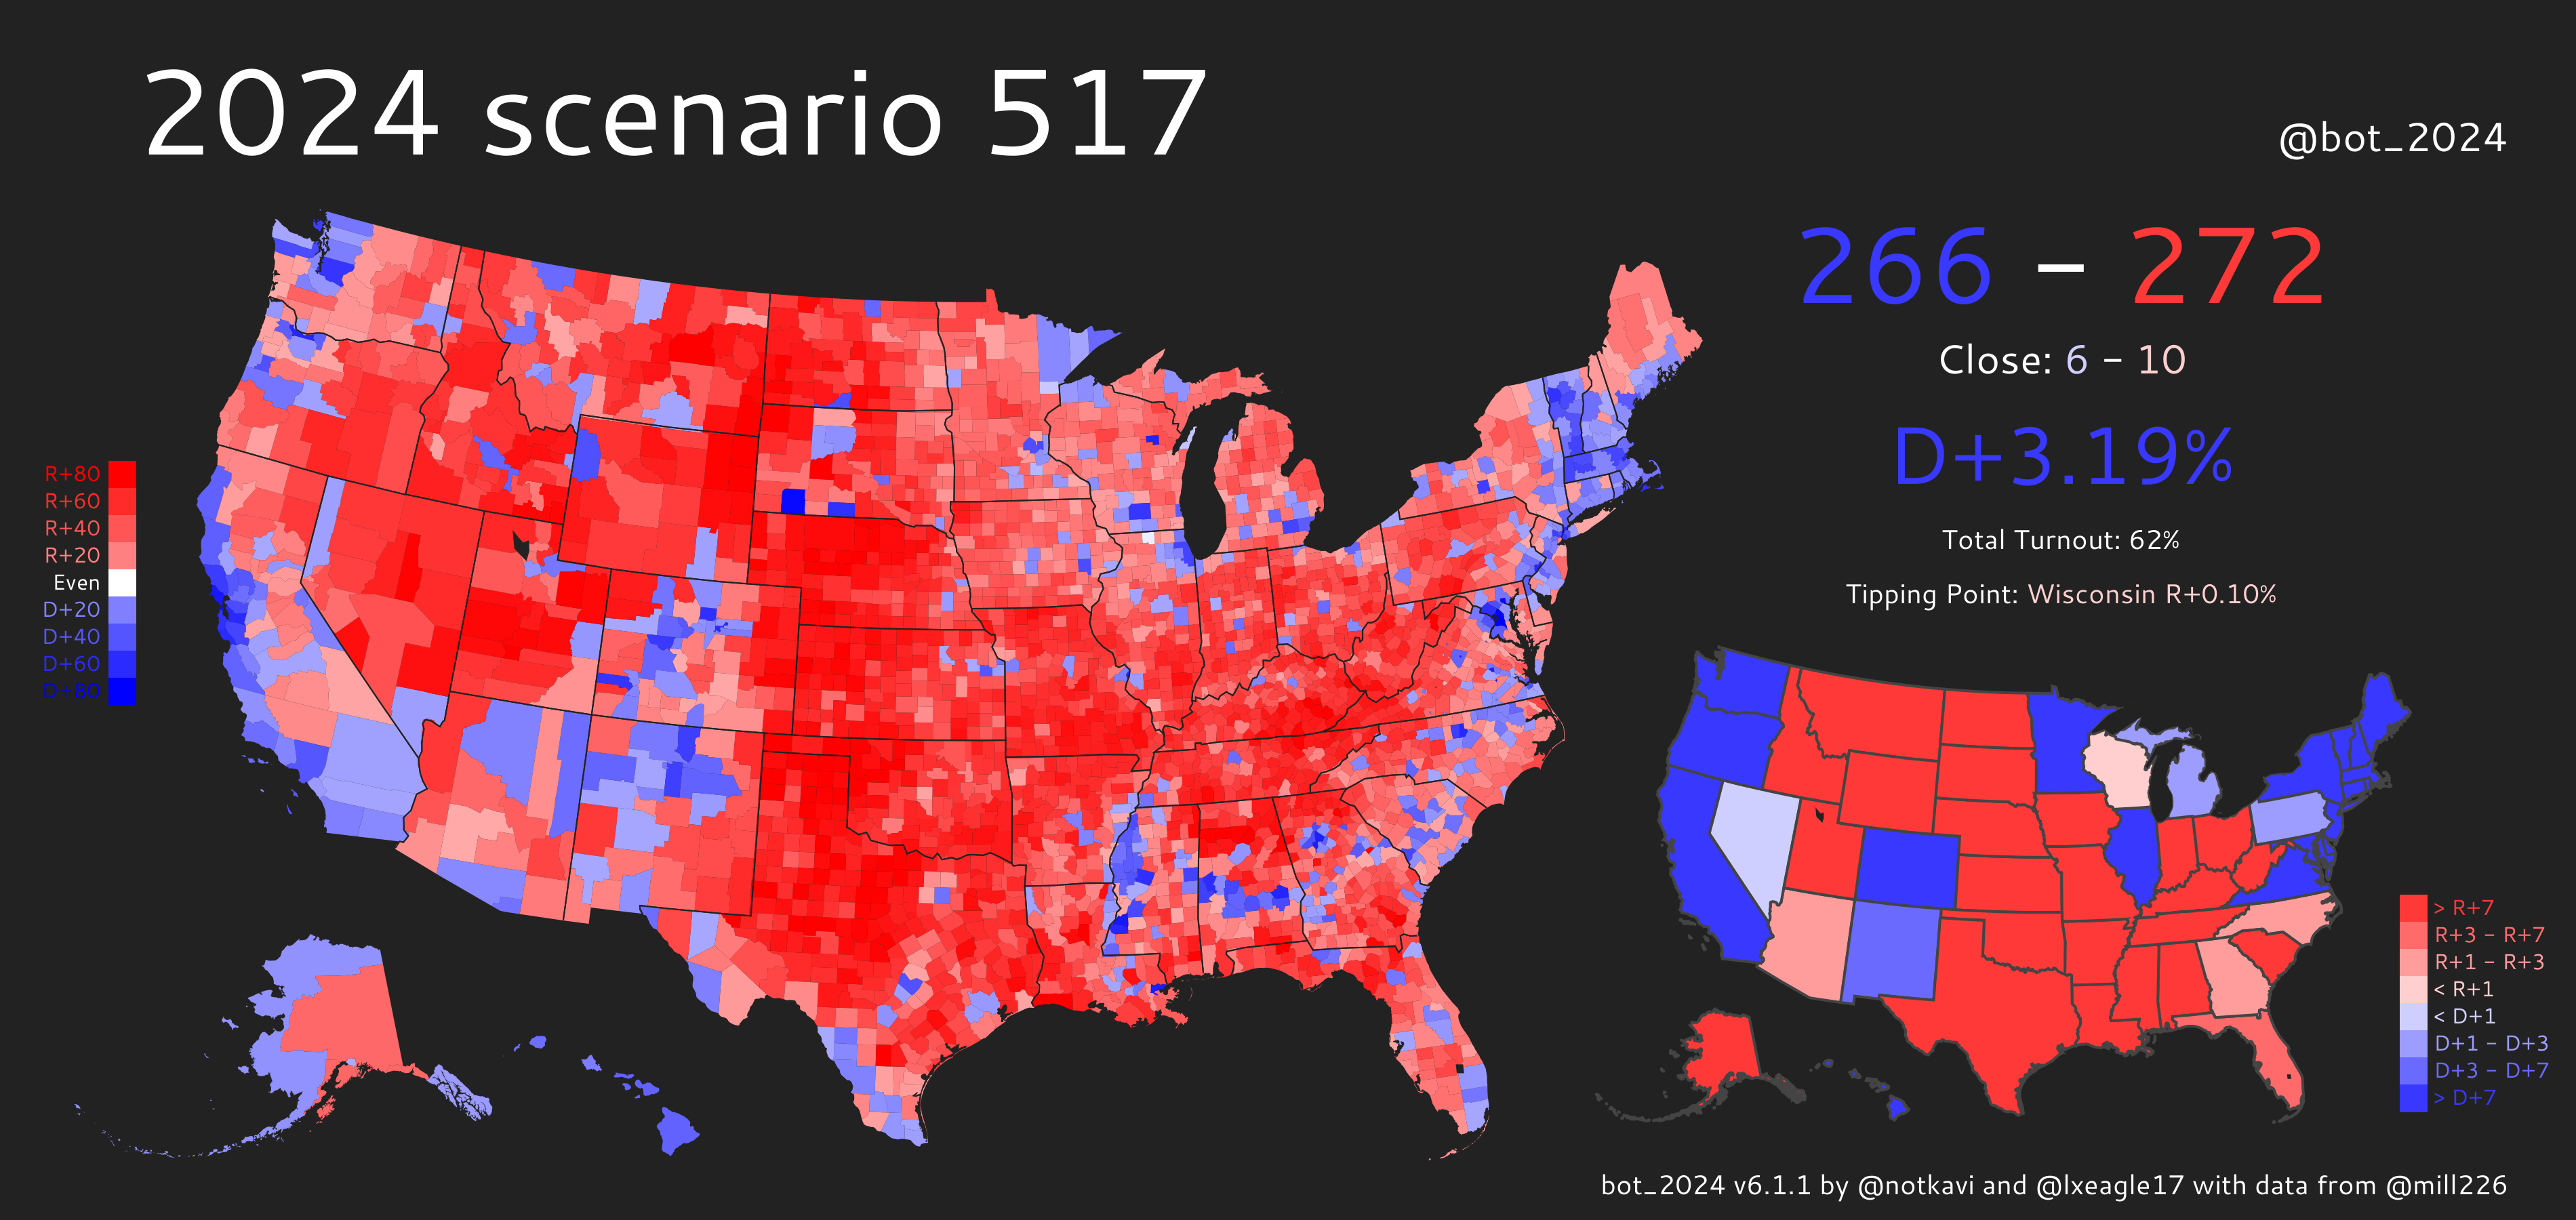 2024 scenario 517
@bot_2024
266 – 272
Close: 6 – 10
D+3.19%
Total Turnout: 62%
Tipping Point: Wisconsin R+0.10%
R+80
R+60
R+40
R+20
Even
D+20
D+40
D+60
D+80
> R+7
R+3 – R+7
R+1 – R+3
< R+1
< D+1
D+1 – D+3
D+3 – D+7
> D+7
bot_2024 v6.1.1 by @notkavi and @lxeagle17 with data from @mill226